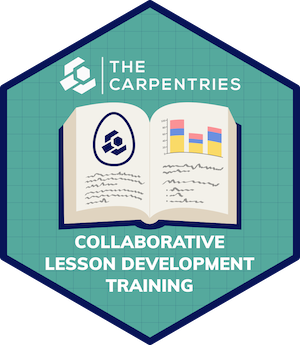 THE
CARPENTRIES
COLLABORATIVE
LESSON DEVELOPMENT
TRAINING